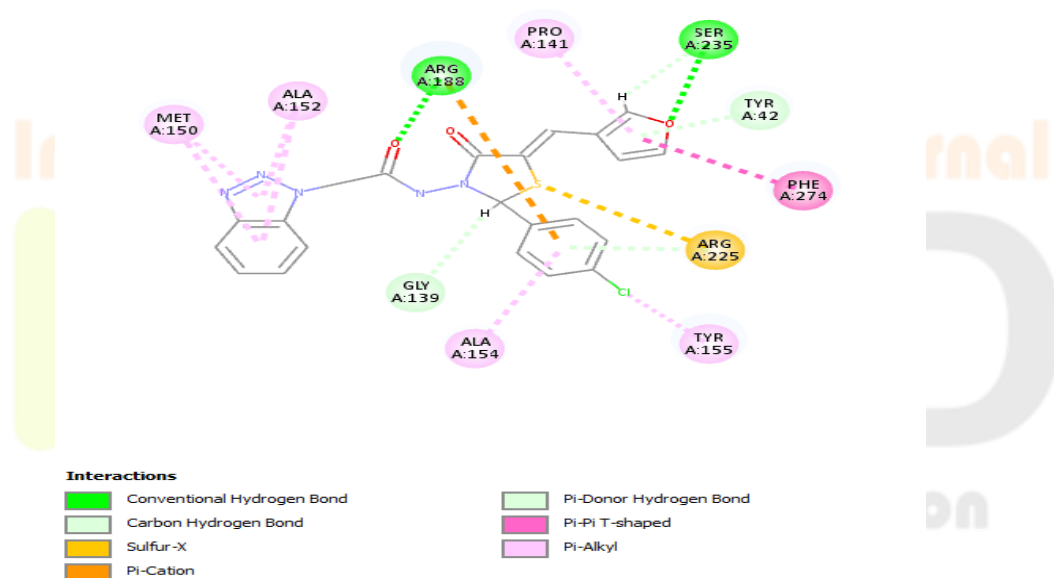 PRO
A:141
SER
A:235
ARG
A:188
ALA
A:152
MET
A:150
TYR
A:42
H
O
O
O
N
N
N
N
N
S
H
PHE
A:274
ARG
A:225
GLY
A:139
Cl
ALA
A:154
TYR
A:155
Interactions
Conventional Hydrogen Bond
Carbon Hydrogen Bond
Sulfur-X
Pi-Cation
Pi-Donor Hydrogen Bond
Pi-Pi T-shaped
Pi-Alkyl